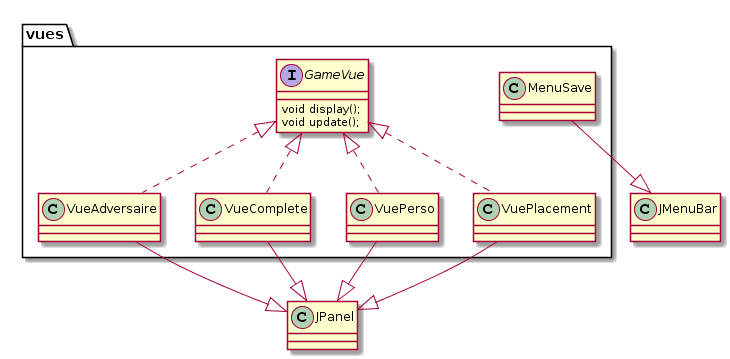 vues
I GameVue
void display();
void update();
C MenuSave
C VueAdversaire
C VueComplete
C VuePerso
C VuePlacement
C JMenuBar
C JPanel